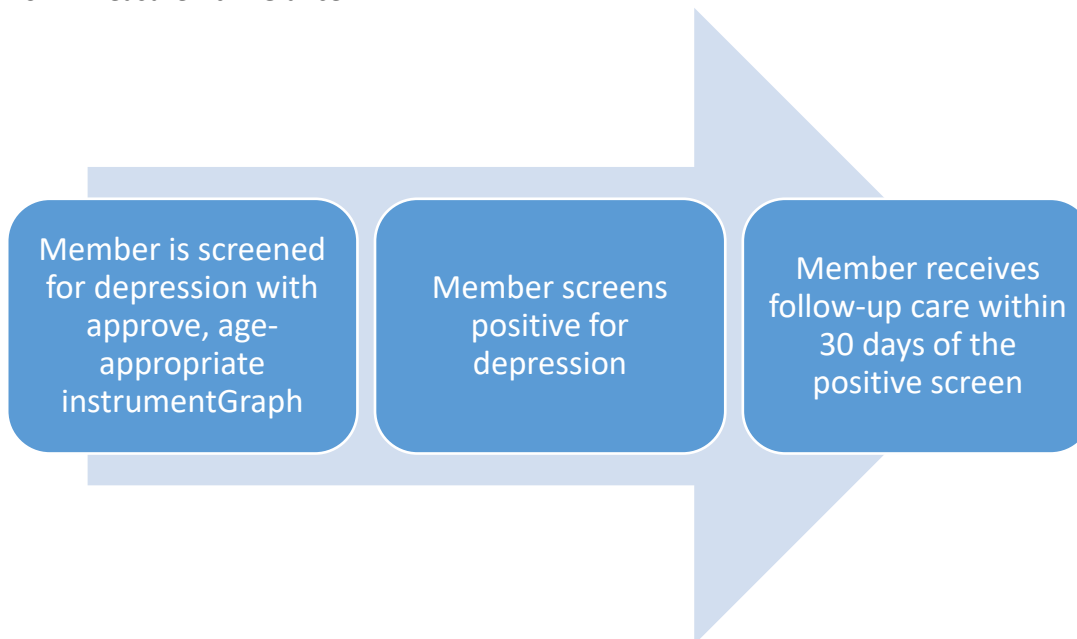 Member is screened
for depression with
approve, age-
appropriate
instrumentGraph
Member screens
positive for
depression
Member receives
follow-up care within
30 days of the
positive screen